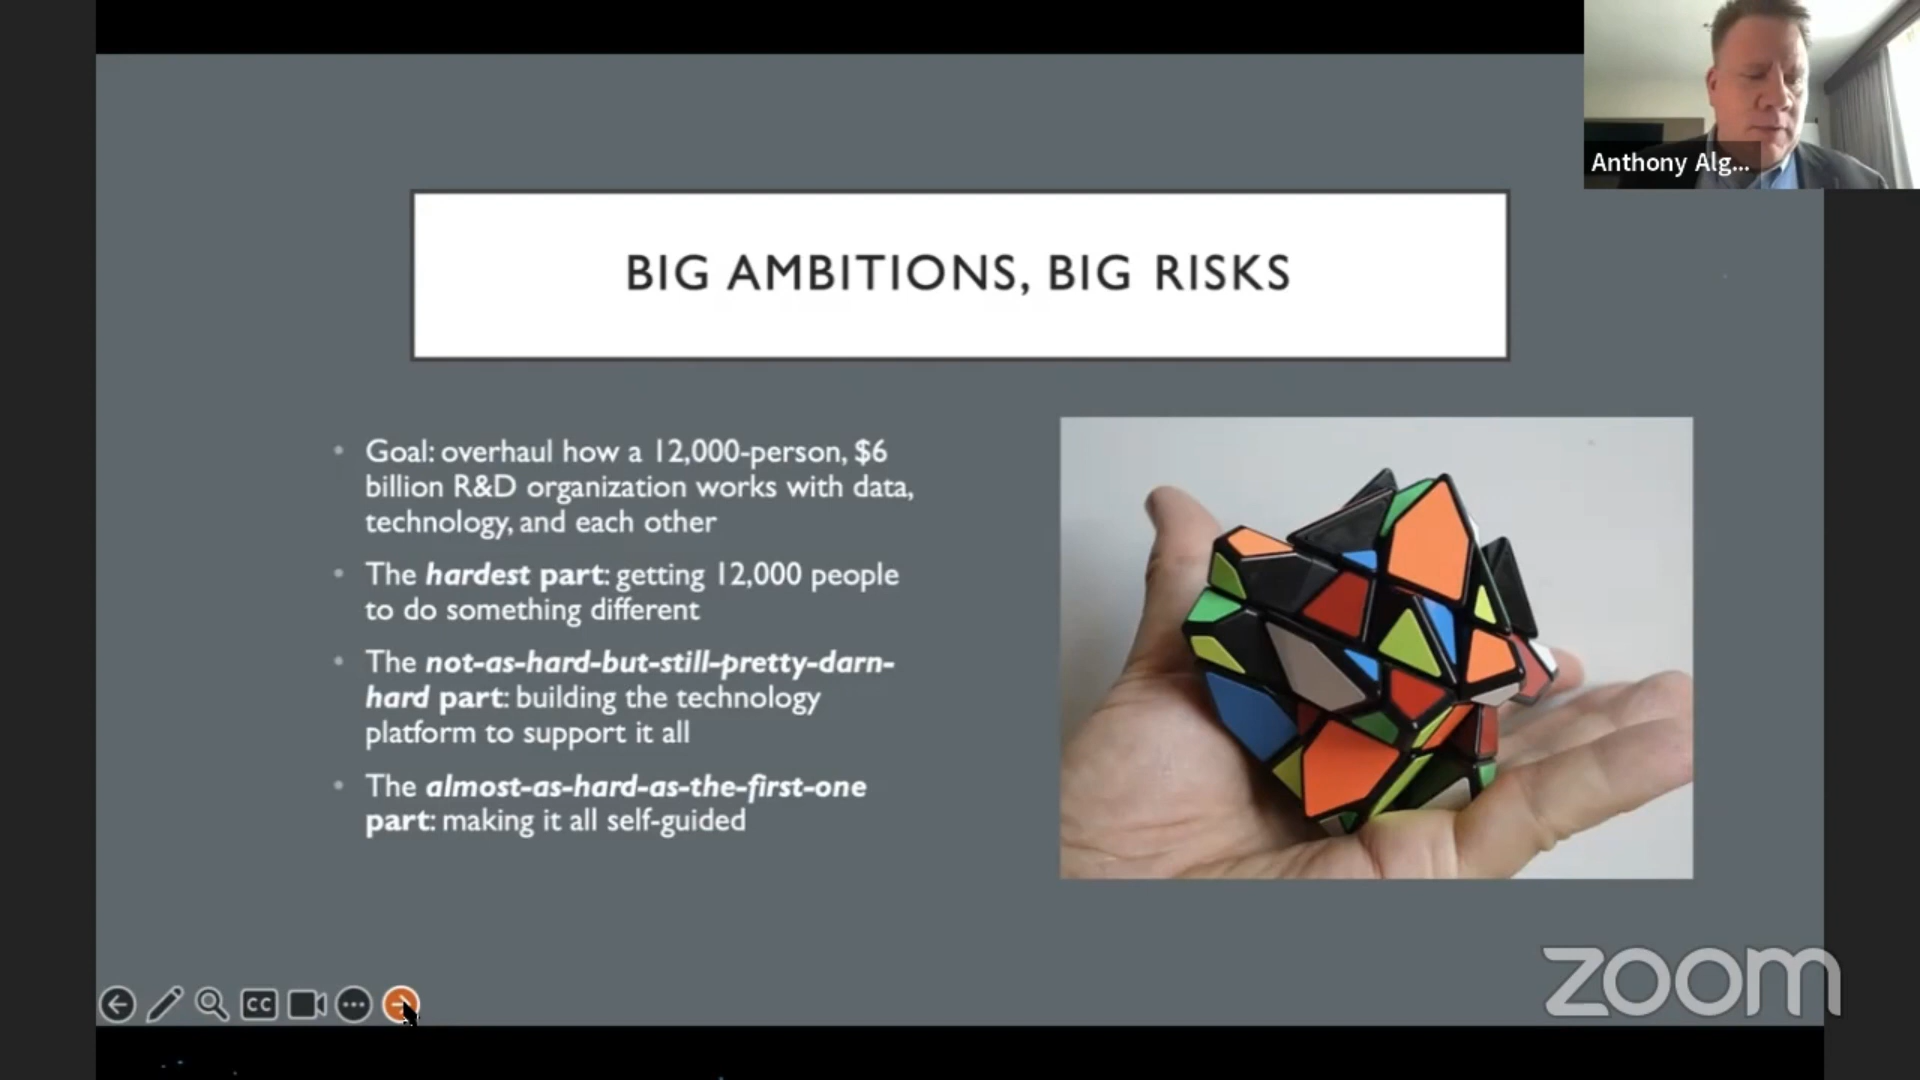 Anthony Alg...
BIG AMBITIONS, BIG RISKS
• Goal: overhaul how a 12,000-person, $6
billion R&D organization works with data,
technology, and each other
• The hardest part: getting 12,000 people
to do something different
• The not-as-hard-but-still-pretty-darn-
hard part: building the technology
platform to support it all
• The almost-as-hard-as-the-first-one
part: making it all self-guided
CC
zoom